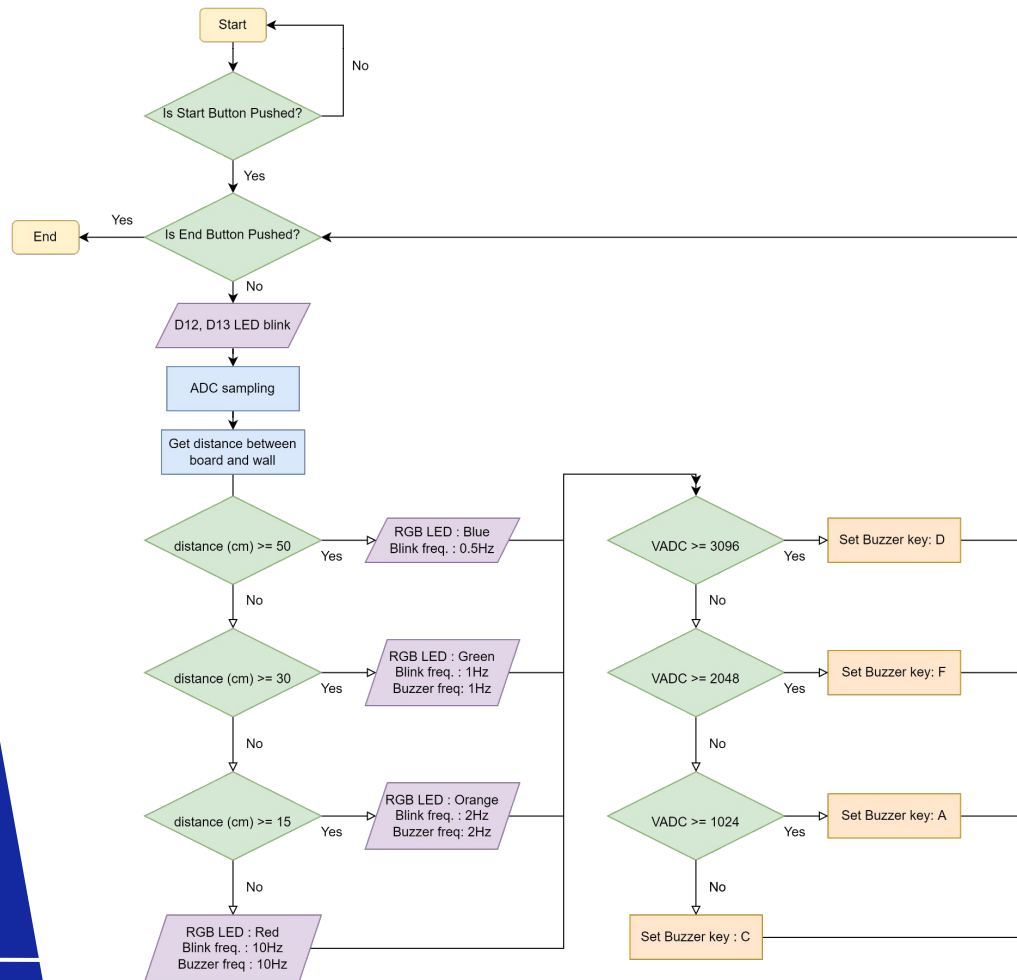 Start
No
Is Start Button Pushed?
Yes
Yes
Is End Button Pushed?
End
No
D12, D13 LED blink
ADC sampling
Get distance between
board and wall
distance (cm) >= 50
Yes
RGB LED : Blue
Blink freq. : 0.5Hz
No
distance (cm) >= 30
Yes
RGB LED : Green
Blink freq. : 1Hz
Buzzer freq: 1Hz
No
distance (cm) >= 15
Yes
RGB LED : Orange
Blink freq. : 2Hz
Buzzer freq: 2Hz
No
RGB LED : Red
Blink freq. : 10Hz
Buzzer freq : 10Hz
VADC >= 3096
Yes
Set Buzzer key: D
No
VADC >= 2048
Yes
Set Buzzer key: F
No
VADC >= 1024
Yes
Set Buzzer key: A
No
Set Buzzer key : C